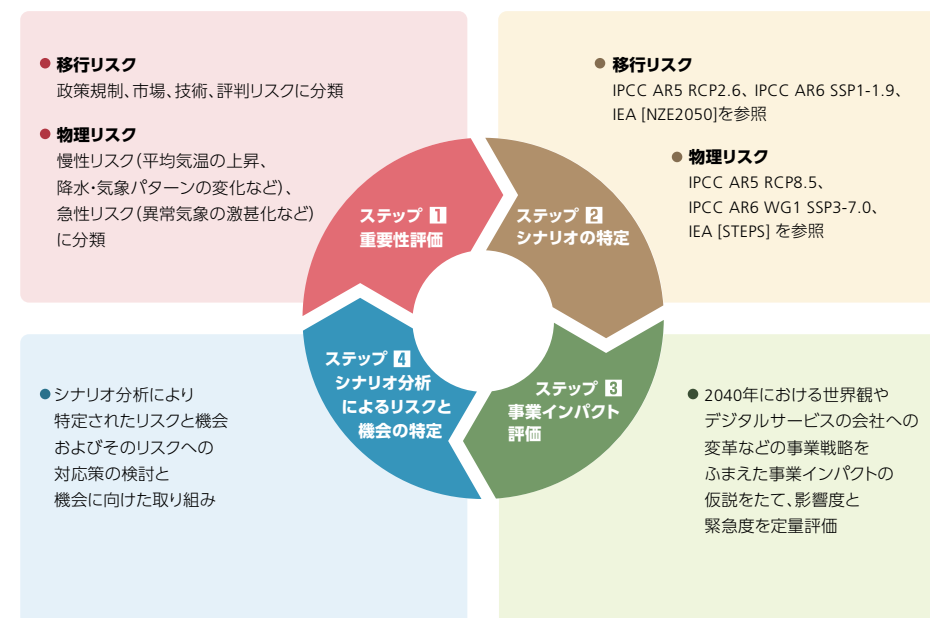 移行リスク
政策規制、市場、技術、評判リスクに分類
物理リスク
慢性リスク(平均気温の上昇、
降水・気象パターンの変化など)、
急性リスク(異常気象の激甚化など)
に分類
ステップ 1
重要性評価
移行リスク
IPCC AR5 RCP2.6、 IPCC AR6 SSP1-1.9、
IEA [NZE2050]を参照
物理リスク
IPCC AR5 RCP8.5、
IPCC AR6 WG1 SSP3-7.0、
IEA [STEPS] を参照
ステップ 2
シナリオの特定
ステップ 3
事業インパクト
評価
2040年における世界観や
デジタルサービスの会社への
変革などの事業戦略を
ふまえた事業インパクトの
仮説をたて、影響度と
緊急度を定量評価
ステップ 4
シナリオ分析
によるリスクと
機会の特定
シナリオ分析により
特定されたリスクと機会
およびそのリスクへの
対応策の検討と
機会に向けた取り組み